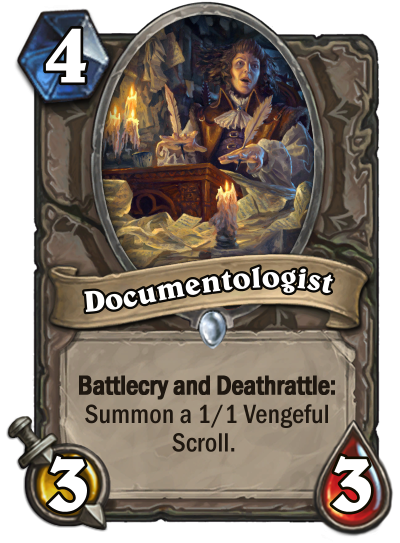 4
Documentologist
Battlecry and Deathrattle:
Summon a 1/1 Vengeful
Scroll.
3
3